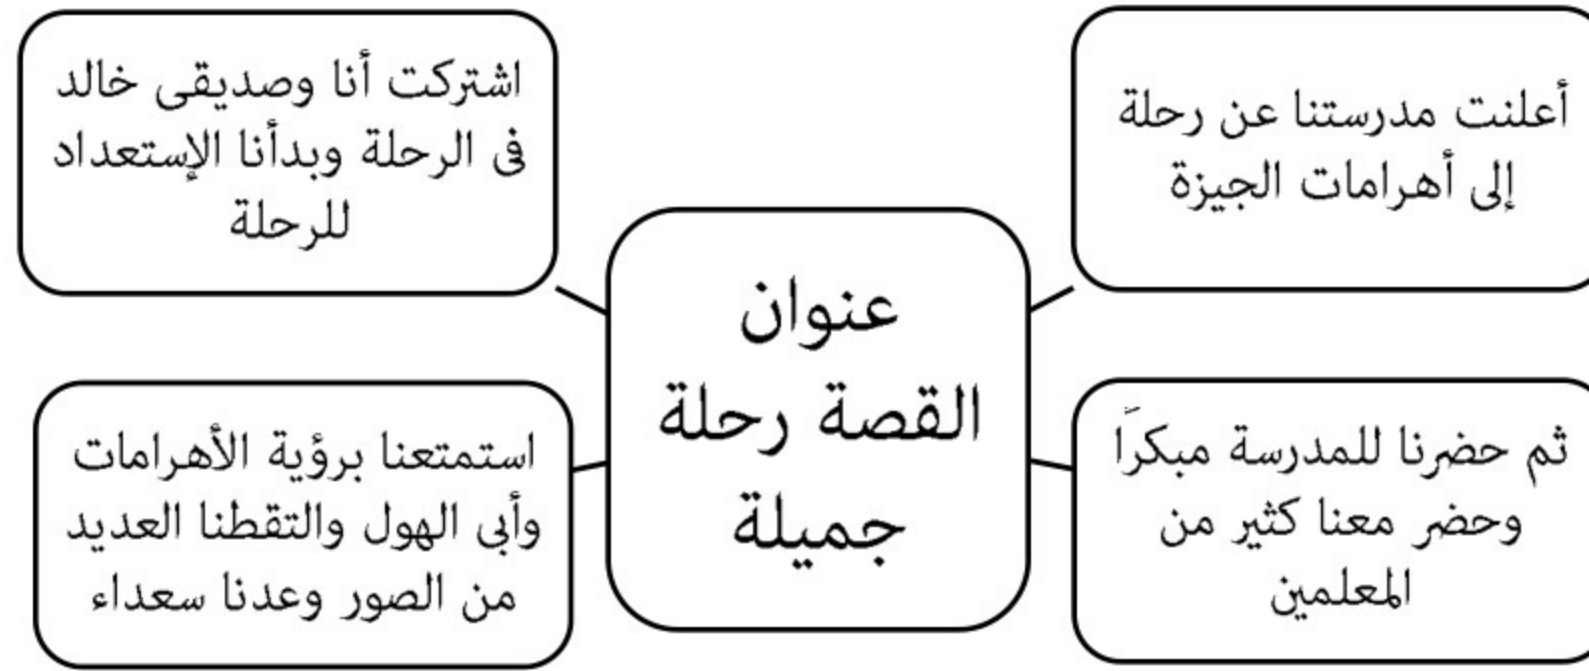 أعلنت مدرستنا عن رحلة
إلى أهرامات الجيزة
اشتركت أنا وصديقى خالد
فى الرحلة وبدأنا الإستعداد
للرحلة
عنوان
القصة رحلة
جميلة
ثم حضرنا للمدرسة مبكرًا
وحضر معنا كثير من
المعلمين
استمتعنا برؤية الأهرامات
وأبى الهول والتقطنا العديد
من الصور وعدنا سعداء